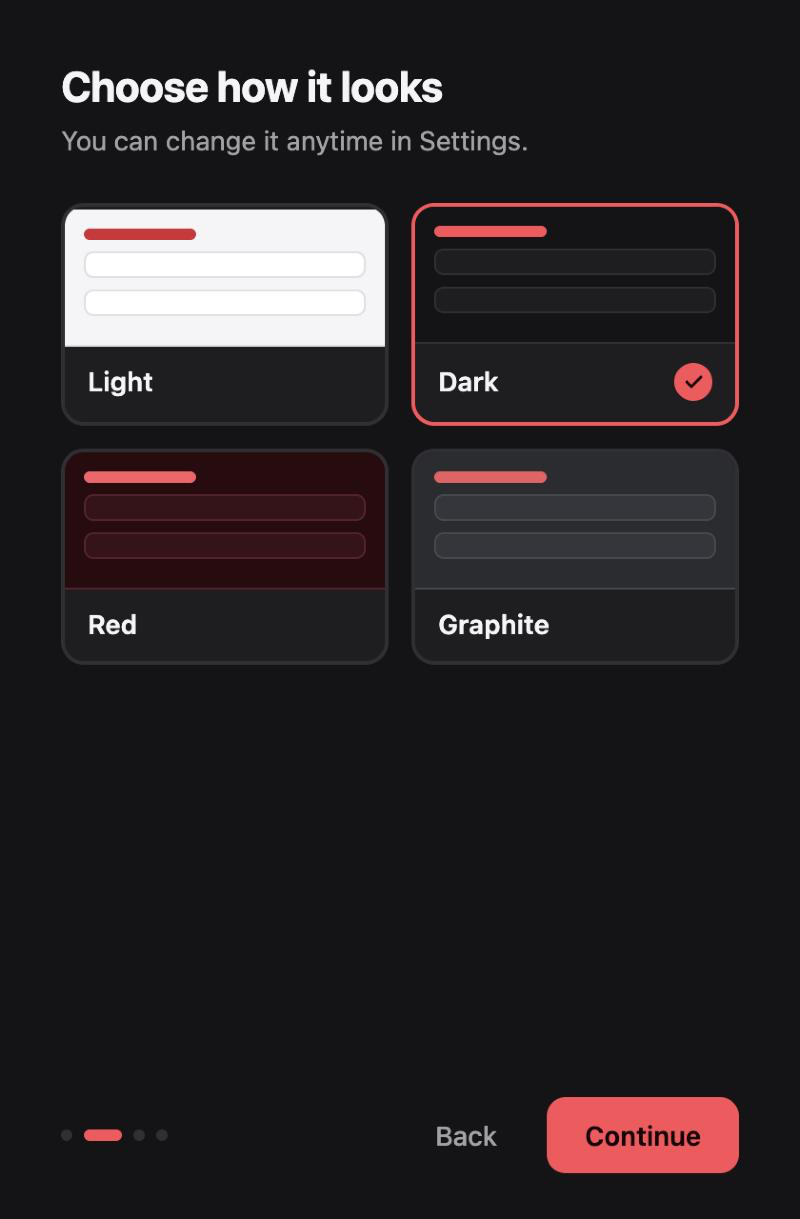 Choose how it looks
You can change it anytime in Settings.
Light
Dark
Red
Graphite
Back
Continue